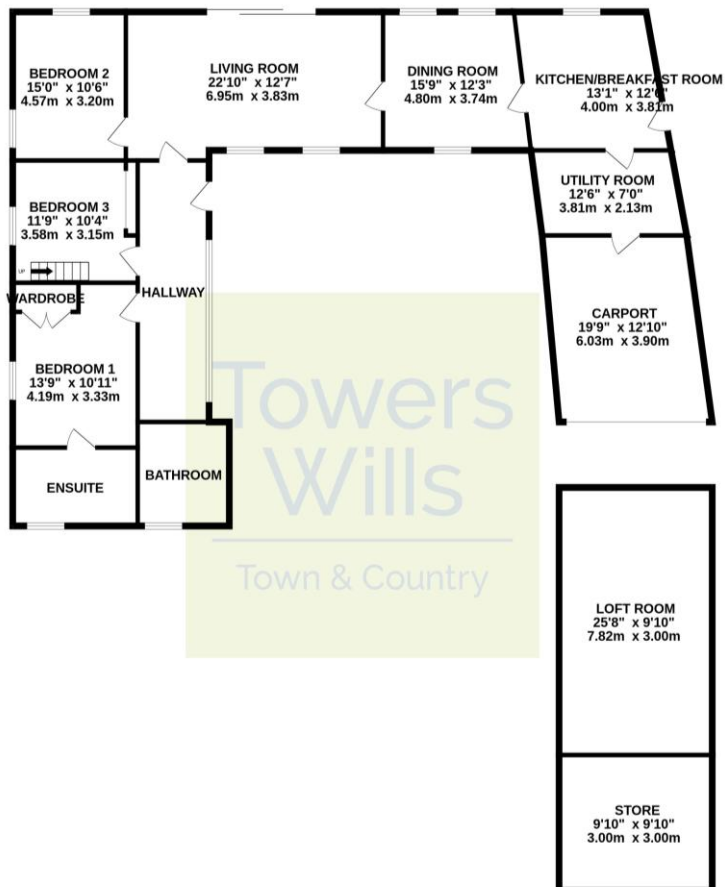 BEDROOM 2
15'0" x 10'6"
4.57m x 3.20m
LIVING ROOM
22'10" x 12'7"
6.95m x 3.83m
DINING ROOM
15'9" x 12'3"
4.80m x 3.74m
KITCHEN/BREAKFAST ROOM
13'1" x 12'6"
4.00m x 3.81m
UTILITY ROOM
12'6" x 7'0"
3.81m x 2.13m
BEDROOM 3
11'9" x 10'4"
3.58m x 3.15m
UP
HALLWAY
WARDROBE
CARPORT
19'9" x 12'10"
6.03m x 3.90m
BEDROOM 1
13'9" x 10'11"
4.19m x 3.33m
ENSUITE
BATHROOM
Towers
Wills
Town & Country
LOFT ROOM
25'8" x 9'10"
7.82m x 3.00m
STORE
9'10" x 9'10"
3.00m x 3.00m